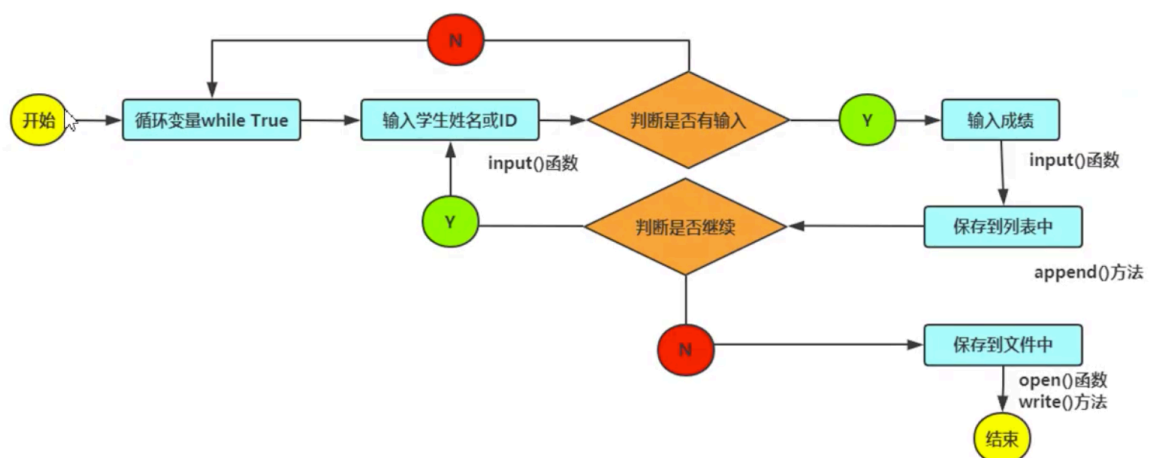 N
开始
循环变量while True
输入学生姓名或ID
判断是否有输入
Y
输入成绩
input()函数
input()函数
Y
判断是否继续
保存到列表中
append()方法
N
保存到文件中
open()函数
write()方法
结束